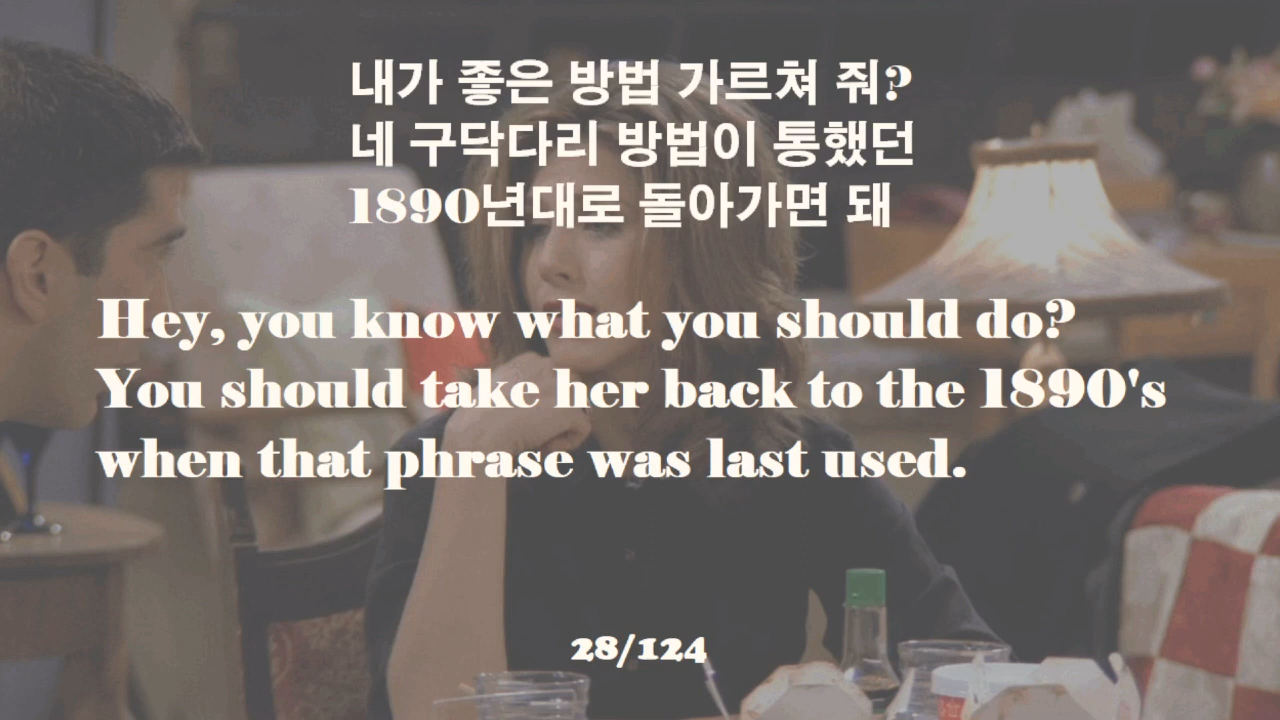 내가 좋은 방법 가르쳐 줘?
네 구닥다리 방법이 통했던
1890년대로 돌아가면 돼
Hey, you know what you should do?
You should take her back to the 1890's
when that phrase was last used.
28/124